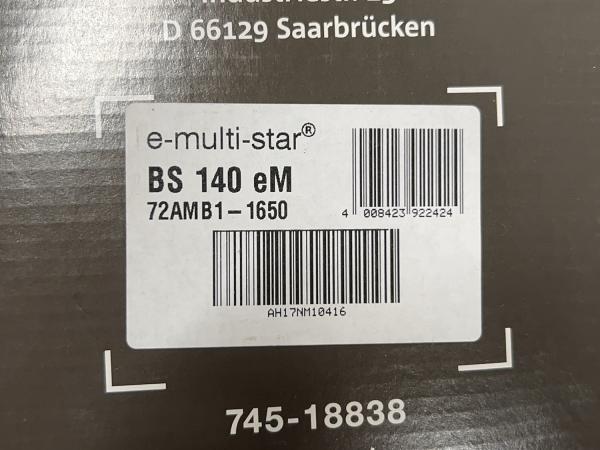 D 66129 Saarbrücken
e-multi-star®
BS 140 eM
72AMB1-1650
4 008423 922424
AH17NM10416
745-18838